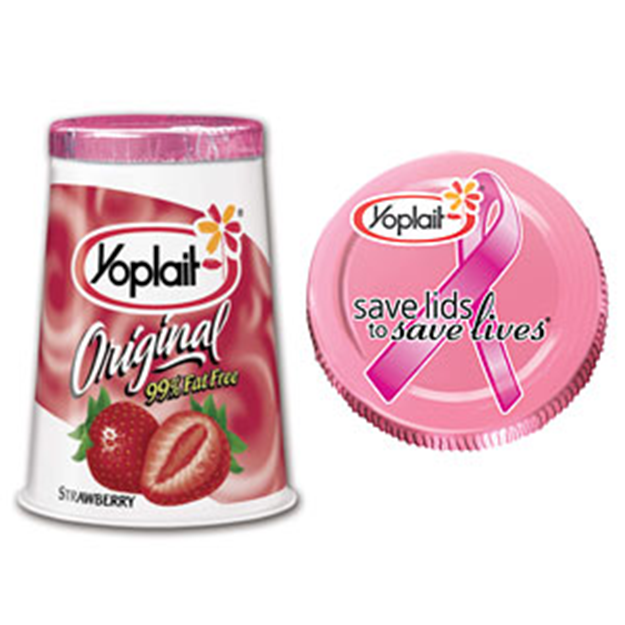 Yoplait®
Original
99% Fat Free
STRAWBERRY
Yoplait
save lids
to save lives®